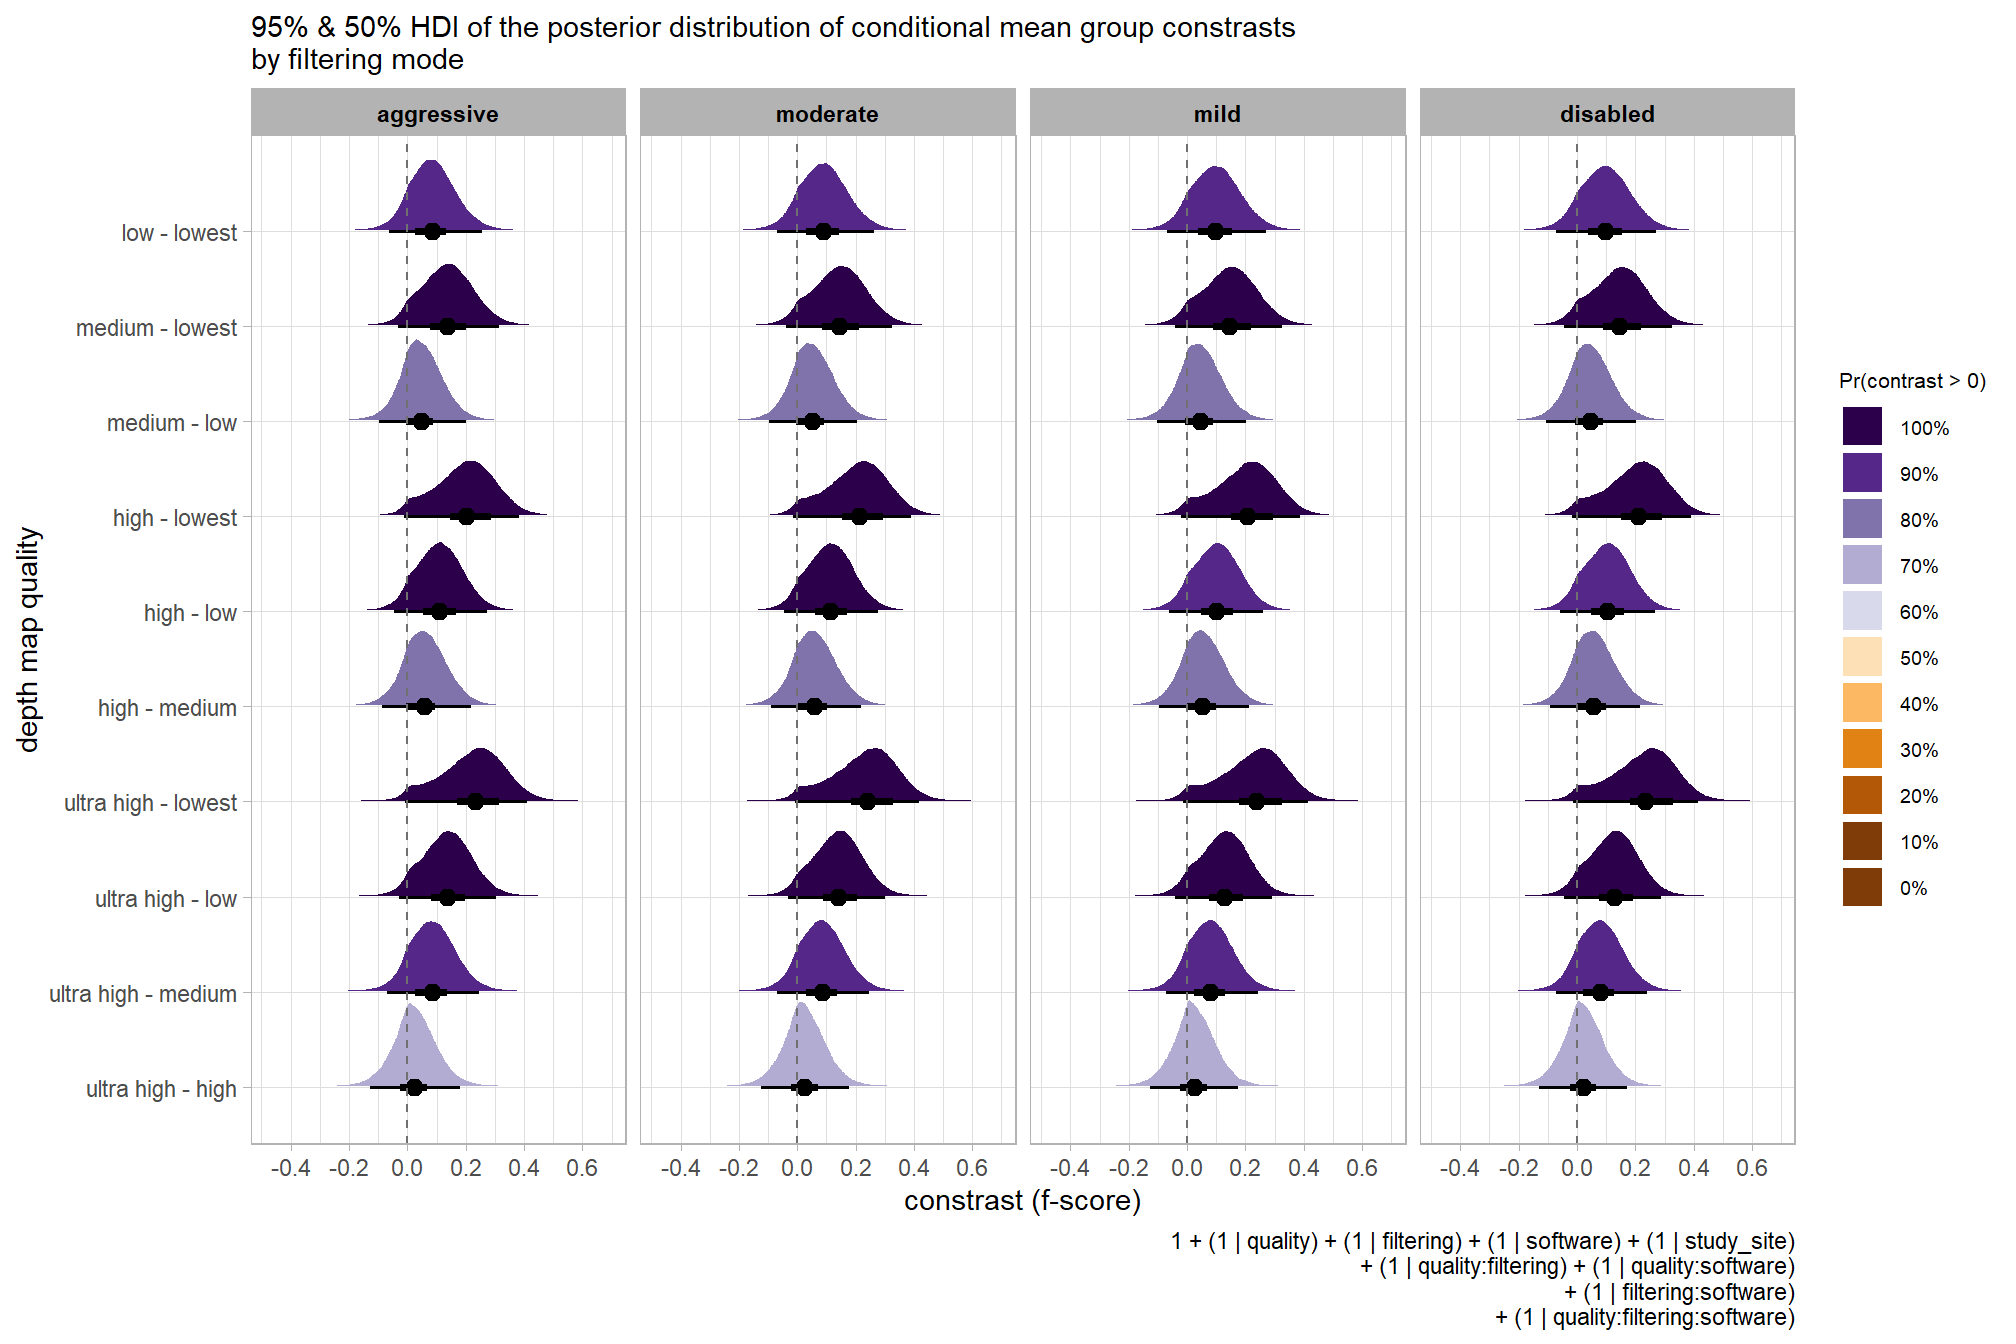 95% & 50% HDI of the posterior distribution of conditional mean group constrasts
by filtering mode
aggressive
moderate
mild
disabled
depth map quality
low - lowest
medium - lowest
medium - low
high - lowest
high - low
high - medium
ultra high - lowest
ultra high - low
ultra high - medium
ultra high - high
-0.4 -0.2 0.0 0.2 0.4 0.6
-0.4 -0.2 0.0 0.2 0.4 0.6
-0.4 -0.2 0.0 0.2 0.4 0.6
-0.4 -0.2 0.0 0.2 0.4 0.6
constrast (f-score)
Pr(contrast > 0)
100%
90%
80%
70%
60%
50%
40%
30%
20%
10%
0%
1 + (1 | quality) + (1 | filtering) + (1 | software) + (1 | study_site)
+ (1 | quality:filtering) + (1 | quality:software)
+ (1 | filtering:software)
+ (1 | quality:filtering:software)